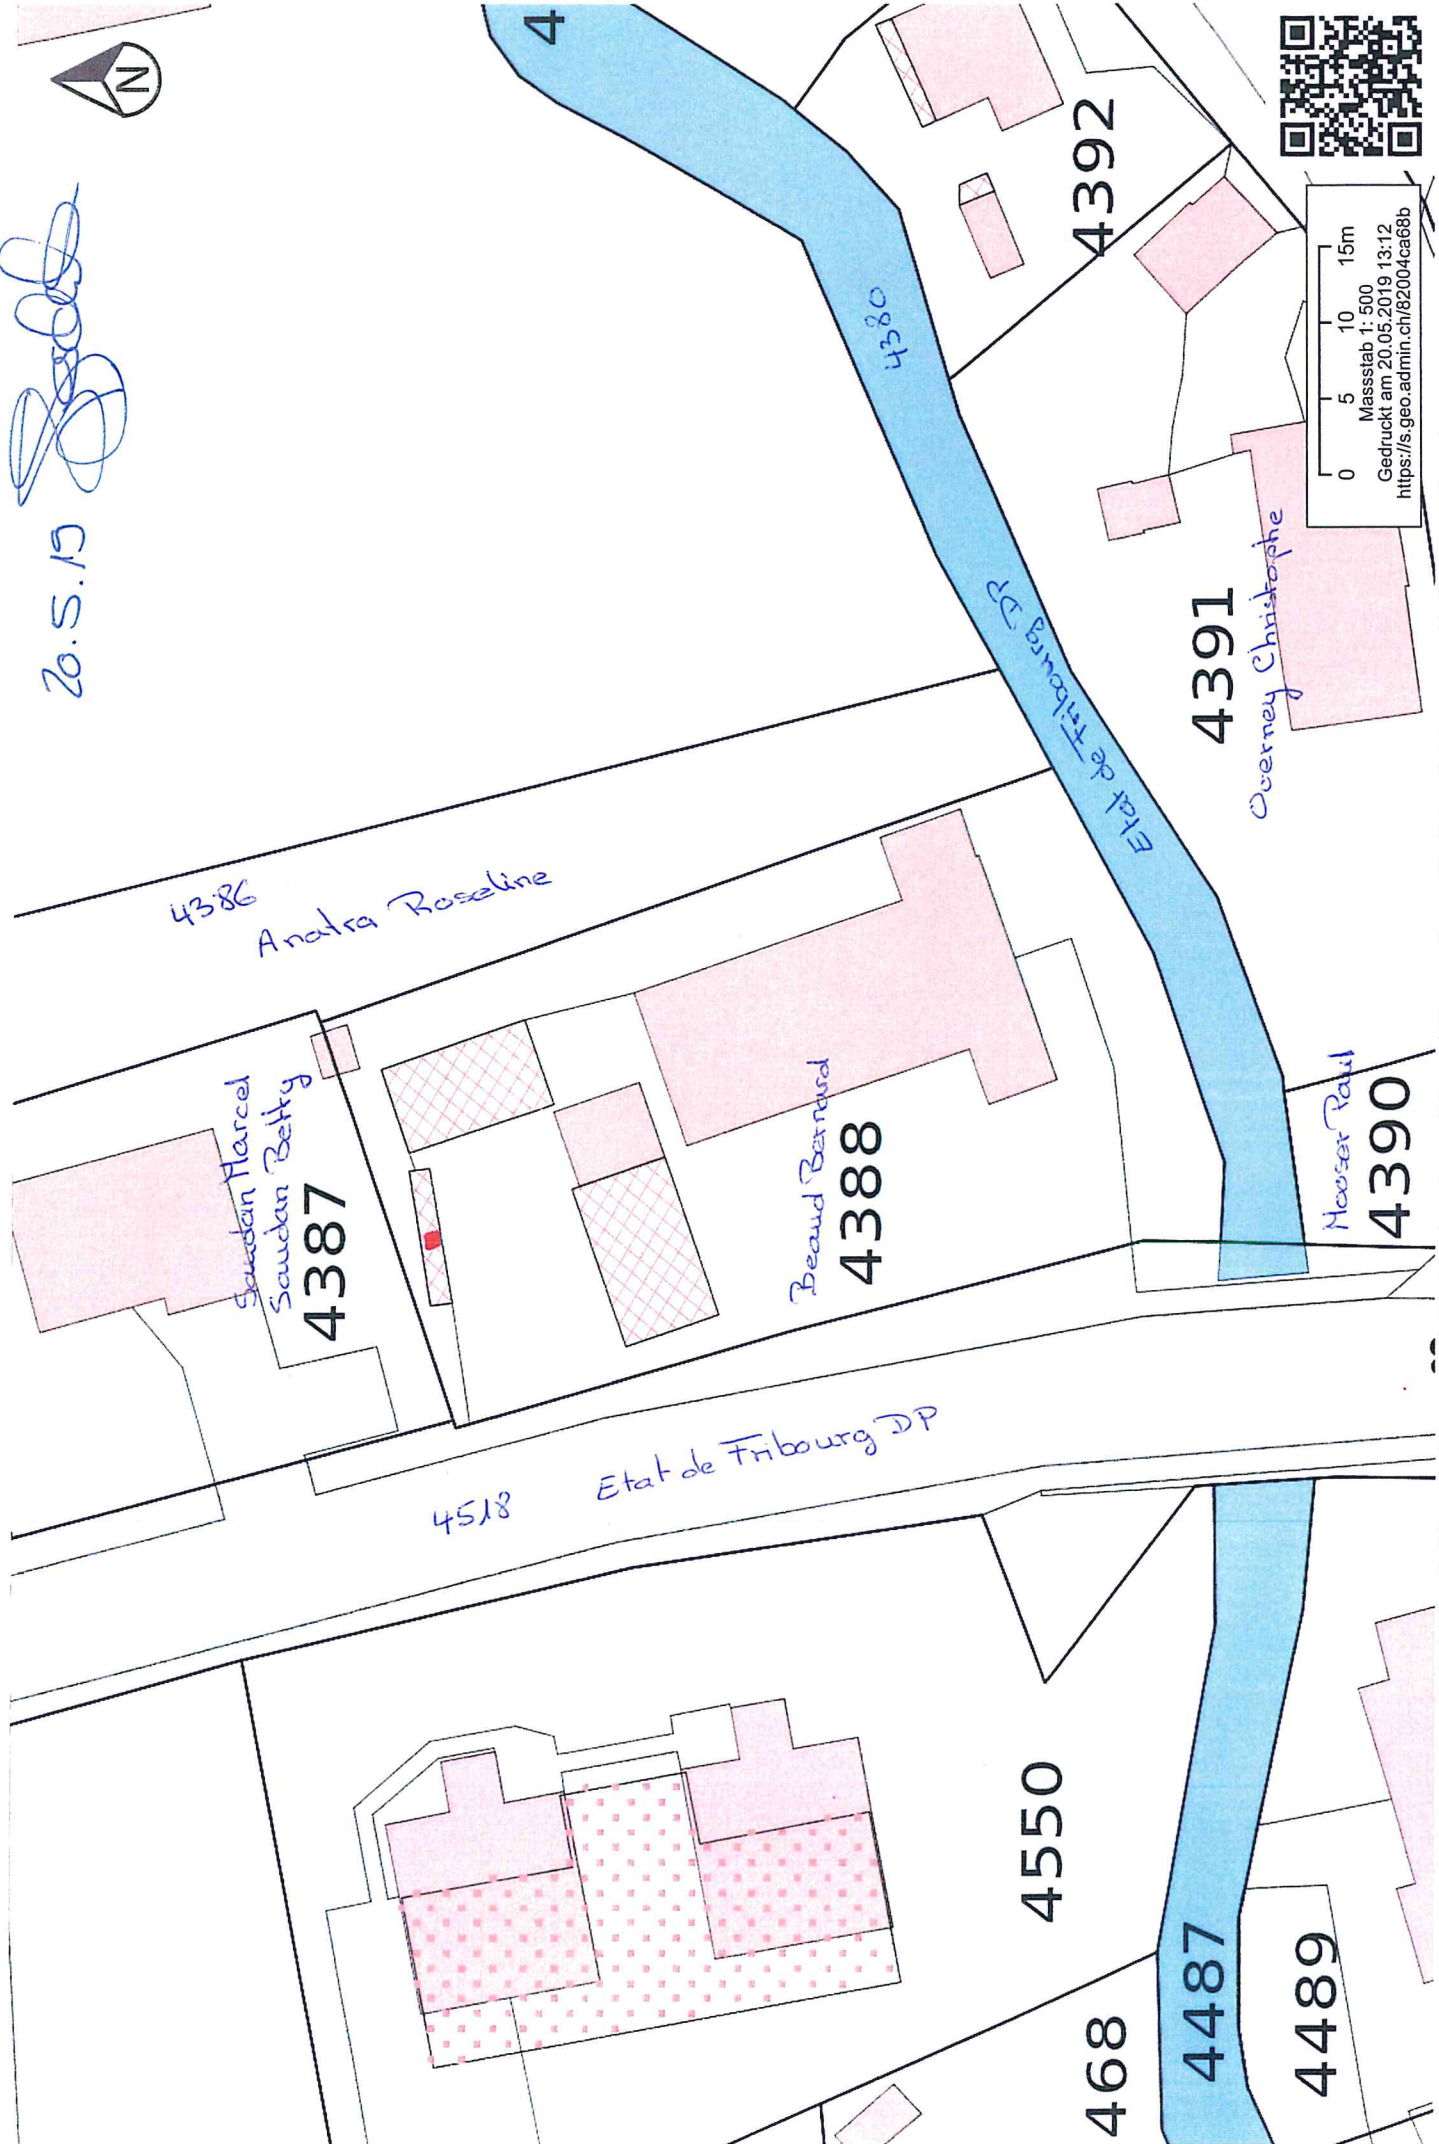 N
20.5.19
4
4392
4380
Etat de Fribourg DP
4391
Overney Christophe
4386
Anatra Roseline
Saudan Marcel
Saudan Bettty
4387
Beaud Bernard
4388
Mooser Paul
4390
4518 Etat de Fribourg DP
4550
468
4487
4489
0 5 10 15m
Massstab 1: 500
Gedruckt am 20.05.2019 13:12
https://s.geo.admin.ch/82004ca68b